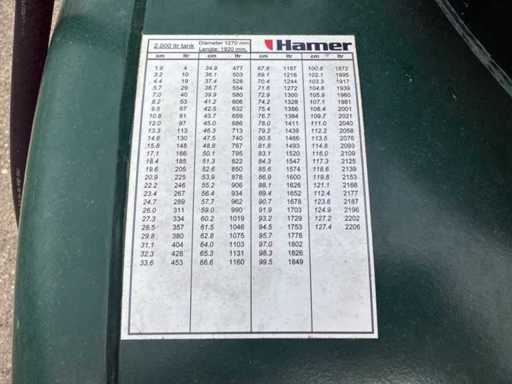 2.000 ltr tank Diameter 1270 mm Hamer
Lengte: 1920 mm.
cm ltr cm ltr cm ltr cm ltr
1.9 4 34.9 477 67.8 1187 100.8 1872
3.2 10 36.1 503 69.1 1216 102.1 1895
4.4 19 37.4 528 70.4 1244 103.3 1917
5.7 29 38.7 554 71.6 1272 104.6 1939
7.0 40 39.9 580 72.9 1300 105.9 1960
8.2 53 41.2 606 74.2 1328 107.1 1981
9.5 67 42.5 632 75.4 1356 108.4 2001
10.8 81 43.7 659 76.7 1384 109.7 2021
12.0 97 45.0 686 78.0 1411 111.0 2040
13.3 113 46.3 713 79.2 1439 112.2 2058
14.6 130 47.5 740 80.5 1466 113.5 2076
15.8 148 48.8 767 81.8 1493 114.8 2093
17.1 166 50.1 795 83.1 1520 116.0 2109
18.4 185 51.3 822 84.3 1547 117.3 2125
19.6 205 52.6 850 85.6 1574 118.6 2139
20.9 225 53.9 878 86.9 1600 119.8 2153
22.2 246 55.2 906 88.1 1626 121.1 2166
23.4 267 56.4 934 89.4 1652 112.4 2177
24.7 289 57.7 962 90.7 1678 123.6 2187
26.0 311 59.0 990 91.9 1703 124.9 2196
27.3 334 60.2 1019 93.2 1728 127.2 2202
28.5 357 61.5 1046 94.5 1753 127.4 2206
29.8 380 62.8 1075 95.7 1778
31.1 404 64.0 1103 97.0 1802
32.3 428 65.3 1131 98.3 1826
33.6 453 66.6 1160 99.5 1849